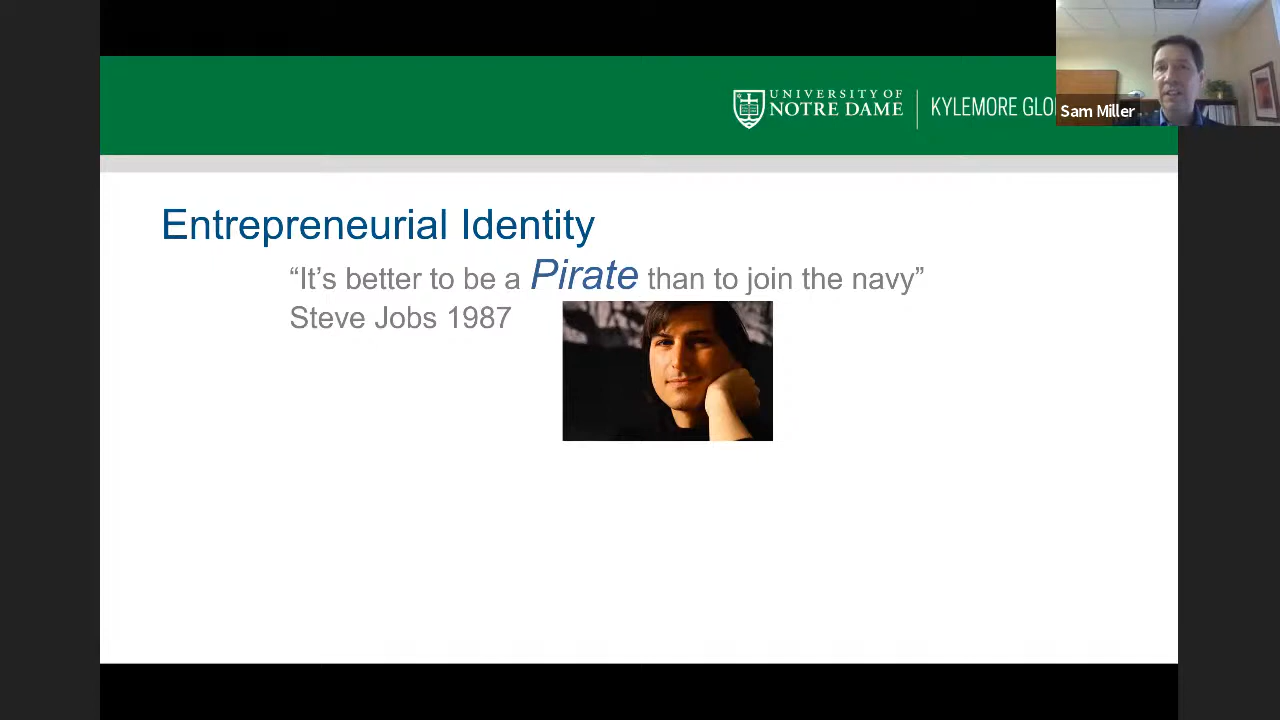 UNIVERSITY OF
NOTRE DAME
KYLEMORE GLO
Sam Miller
Entrepreneurial Identity
“It’s better to be a Pirate than to join the navy”
Steve Jobs 1987